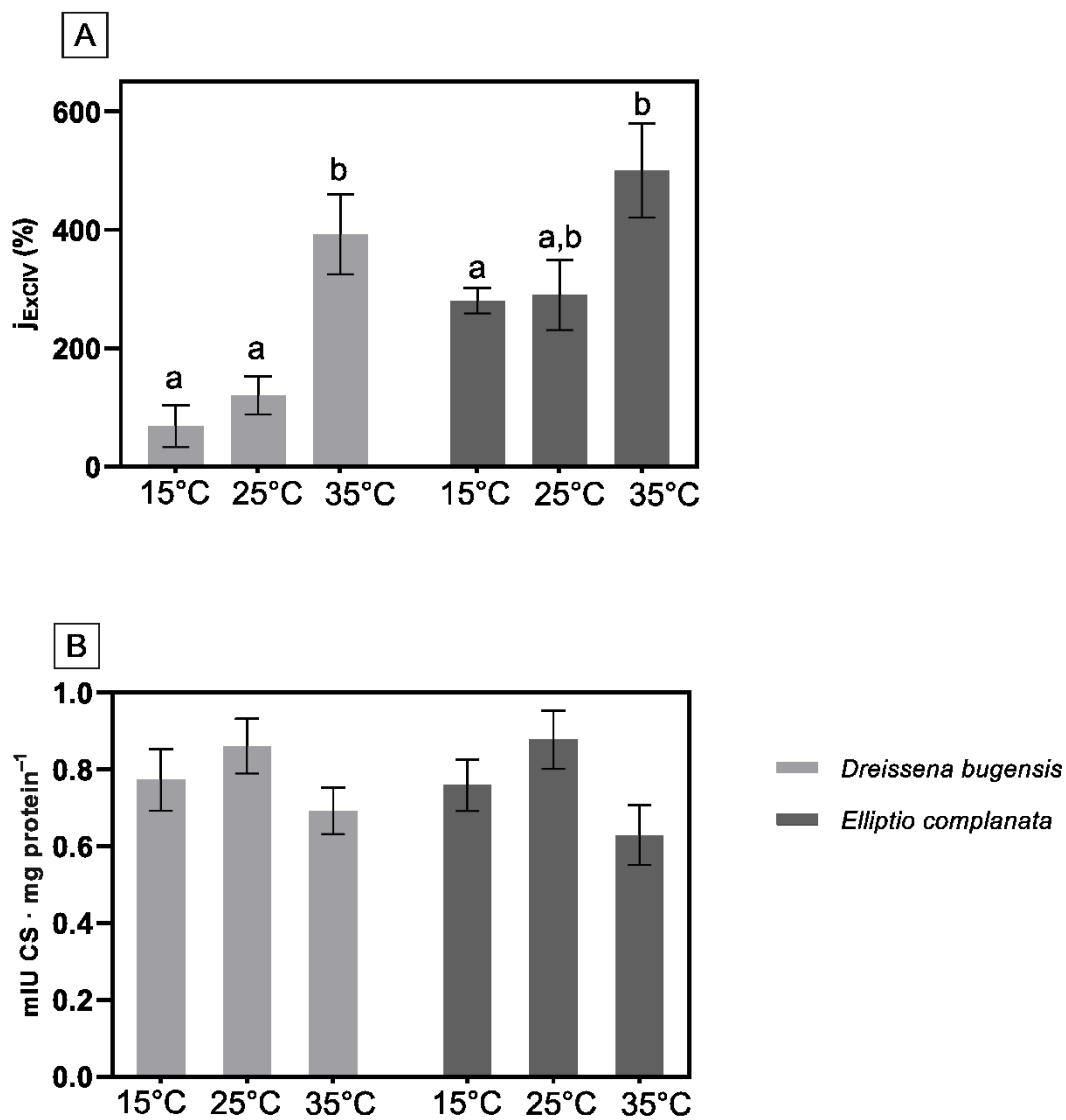 A
600
400
200
0
jExCIV (%)
a
a
b
a
a,b
b
15°C 25°C 35°C 15°C 25°C 35°C
B
1.0
0.8
0.6
0.4
0.2
0.0
mIU CS · mg protein⁻¹
15°C 25°C 35°C 15°C 25°C 35°C
Dreissena bugensis
Elliptio complanata